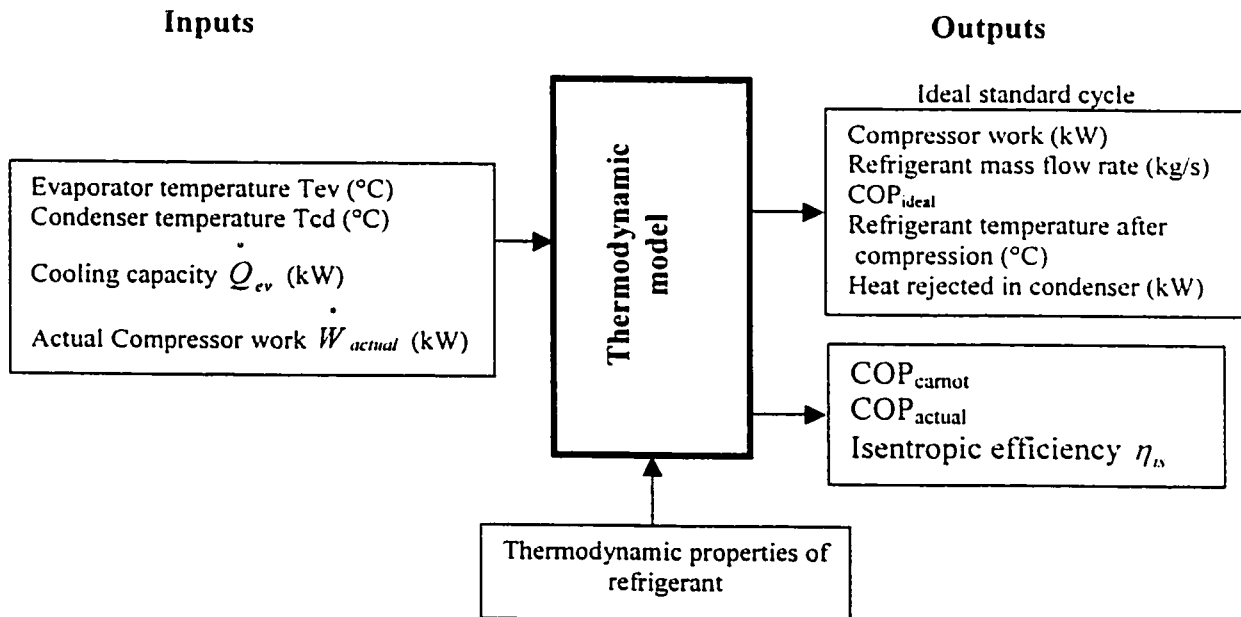 Inputs
Outputs
Evaporator temperature Tev (°C)
Condenser temperature Tcd (°C)
Cooling capacity Q̇ev (kW)
Actual Compressor work Ẇactual (kW)
Thermodynamic
model
Ideal standard cycle
Compressor work (kW)
Refrigerant mass flow rate (kg/s)
COPideal
Refrigerant temperature after
compression (°C)
Heat rejected in condenser (kW)
COPcarnot
COPactual
Isentropic efficiency ηis
Thermodynamic properties of
refrigerant